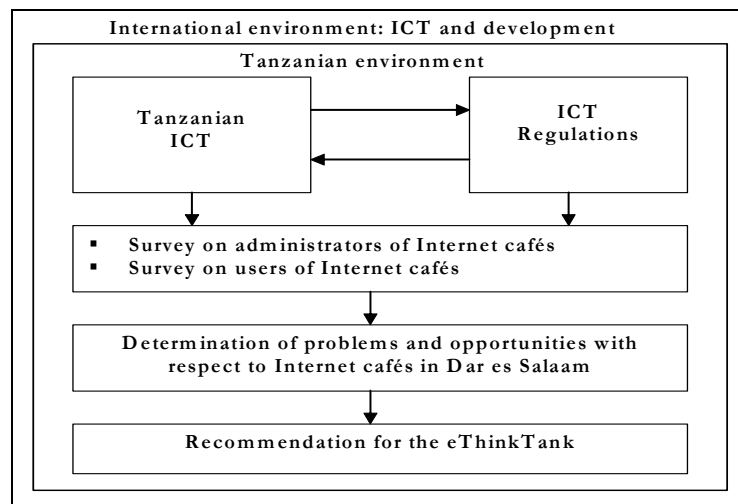 International environment: ICT and development
Tanzanian environment
Tanzanian
ICT
ICT
Regulations
▪ Survey on administrators of Internet cafés
▪ Survey on users of Internet cafés
Determination of problems and opportunities with
respect to Internet cafés in Dar es Salaam
Recommendation for the eThinkTank